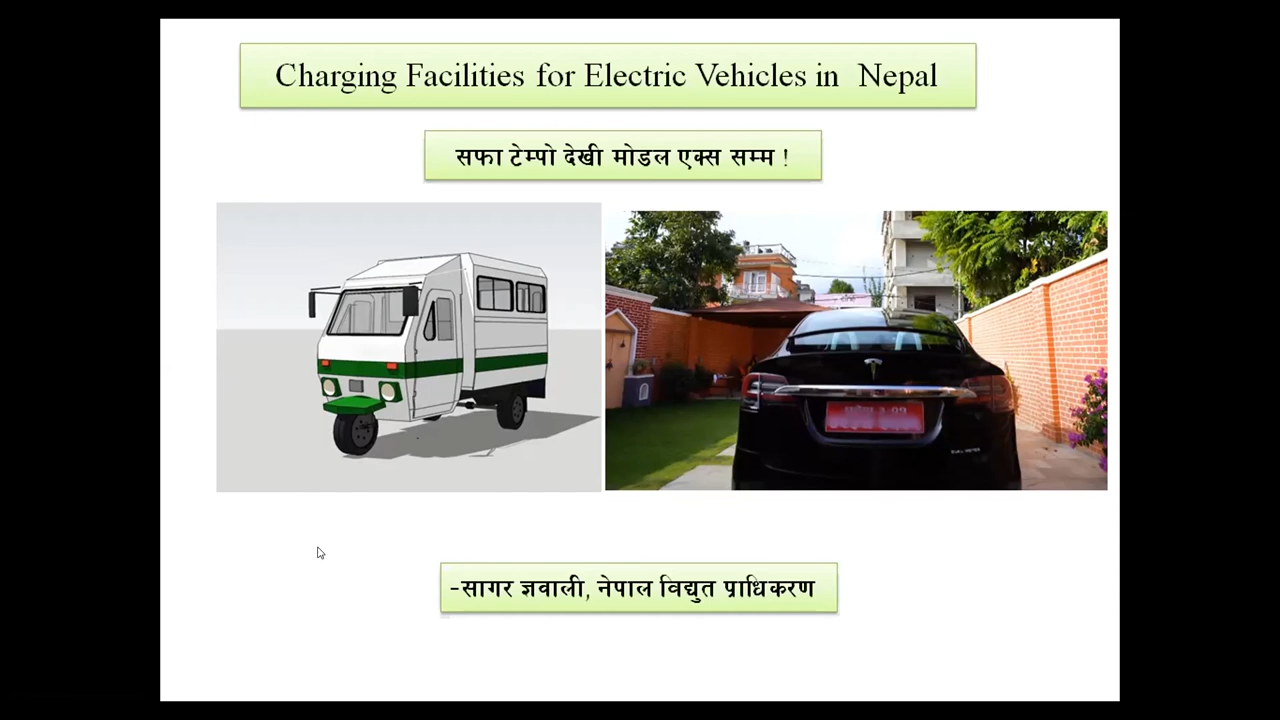 Charging Facilities for Electric Vehicles in Nepal
सफा टेम्पो देखी मोडल एक्स सम्म !
-सागर ज्ञवाली, नेपाल विद्युत प्राधिकरण